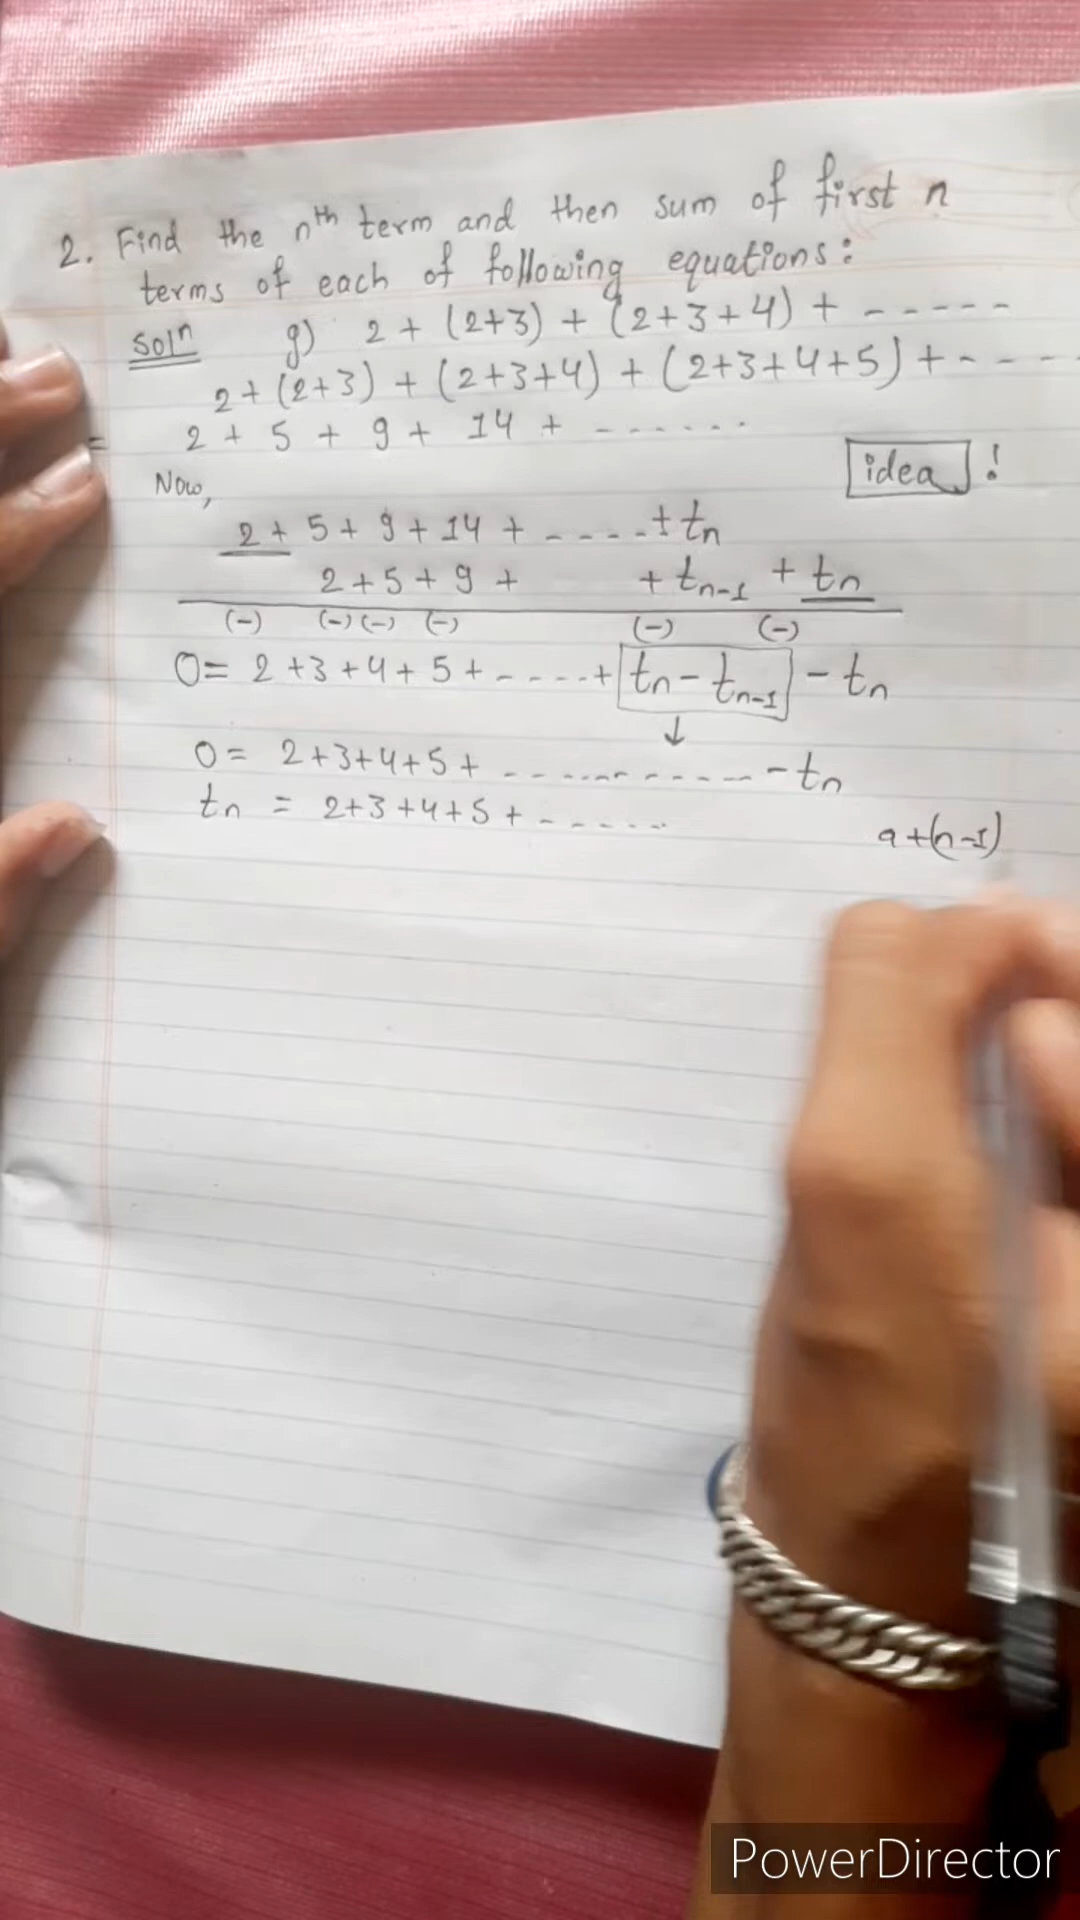 2. Find the nth term and then sum of first n
terms of each of following equations:
Solⁿ g) 2 + (2+3) + (2+3+4) + -----
2 + (2+3) + (2+3+4) + (2+3+4+5) + - - -
= 2 + 5 + 9 + 14 + - - - - - -
idea !
Now,
2 + 5 + 9 + 14 + - - - - + tn
2 + 5 + 9 + + tn-1 + tn
(-) (-) (-) (-) (-) (-)
0 = 2 + 3 + 4 + 5 + - - - - + tn - tn-1 - tn
↓
0 = 2+3+4+5+ - - - - - - - - - - - tn
tn = 2+3+4+5+ - - - - - -
a+(n-1)
PowerDirector